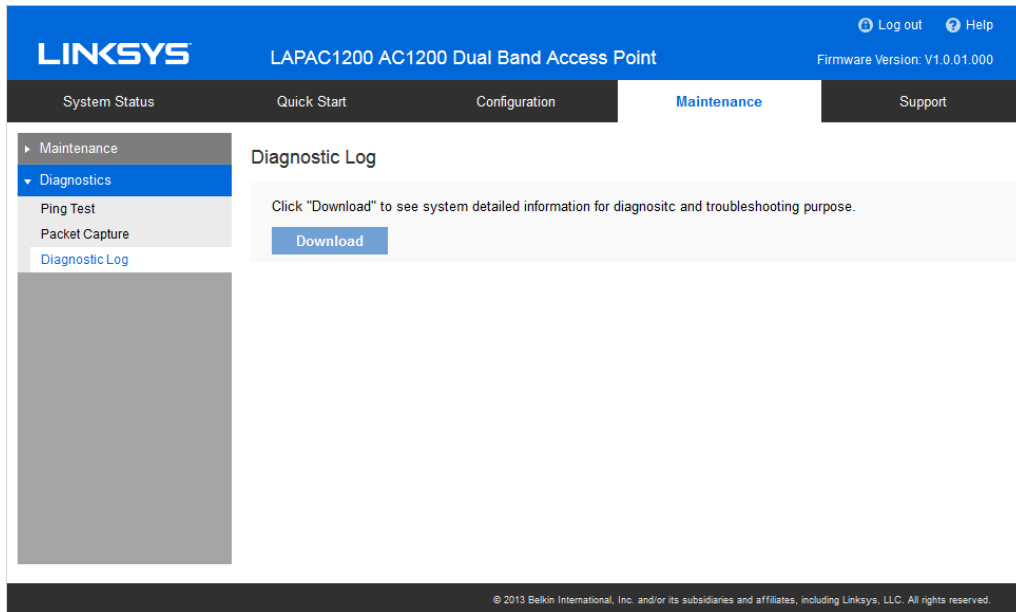 Log out Help
LINKSYS LAPAC1200 AC1200 Dual Band Access Point Firmware Version: V1.0.01.000
System Status Quick Start Configuration Maintenance Support
Maintenance
Diagnostics
Ping Test
Packet Capture
Diagnostic Log
Diagnostic Log
Click "Download" to see system detailed information for diagnositc and troubleshooting purpose.
Download
© 2013 Belkin International, Inc. and/or its subsidiaries and affiliates, including Linksys, LLC. All rights reserved.